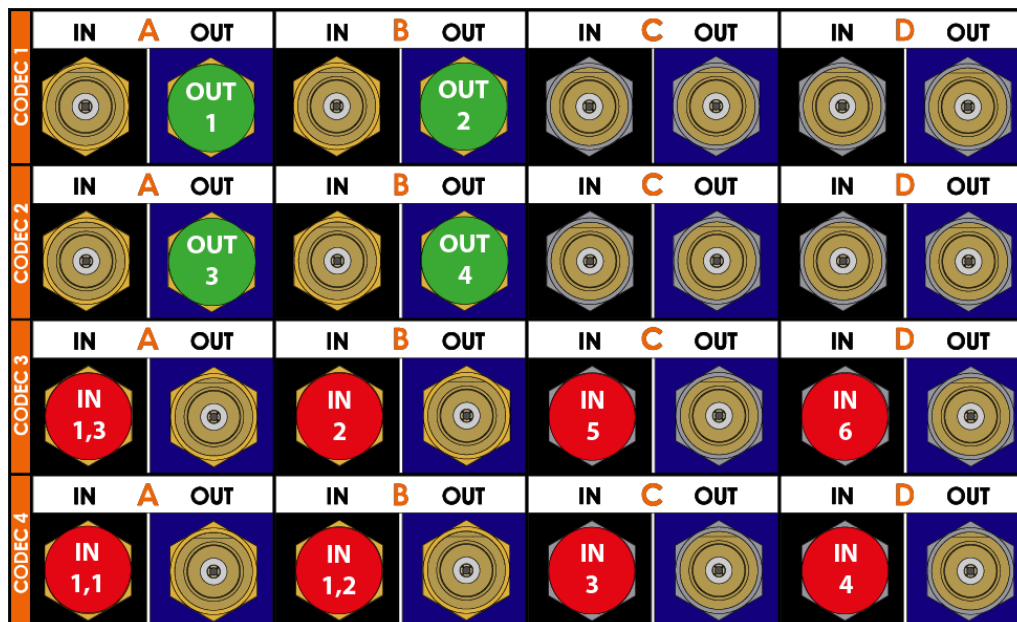 CODEC 1
IN A OUT IN B OUT IN C OUT IN D OUT
OUT
1
OUT
2
CODEC 2
IN A OUT IN B OUT IN C OUT IN D OUT
OUT
3
OUT
4
CODEC 3
IN A OUT IN B OUT IN C OUT IN D OUT
IN
1,3
IN
2
IN
5
IN
6
CODEC 4
IN A OUT IN B OUT IN C OUT IN D OUT
IN
1,1
IN
1,2
IN
3
IN
4